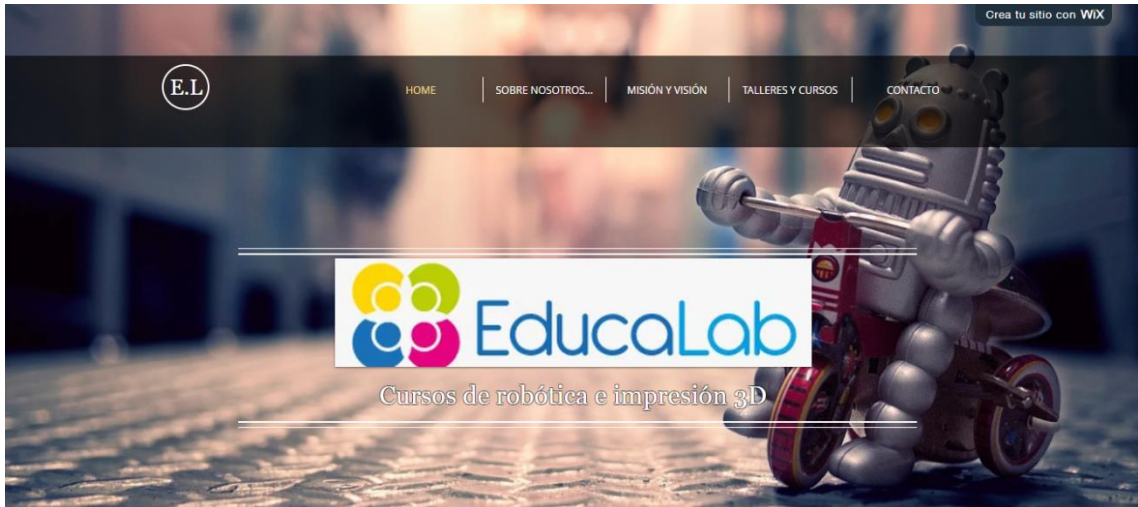 Crea tu sitio con WiX
E.L
HOME
SOBRE NOSOTROS...
MISIÓN Y VISIÓN
TALLERES Y CURSOS
CONTACTO
EducaLab
Cursos de robótica e impresión 3D